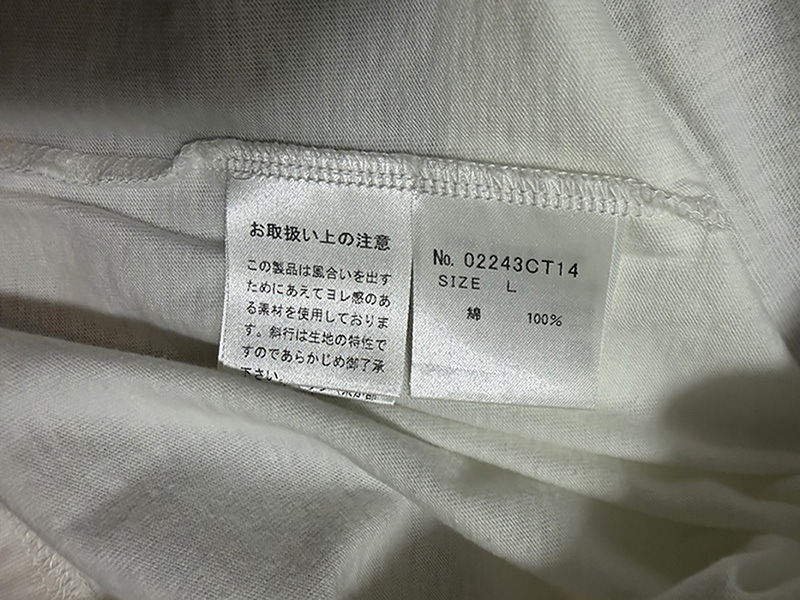 お取扱い上の注意
この製品は風合いを出す
ためにあえてヨレ感のあ
る素材を使用しておりま
す。斜行は生地の特性で
すのであらかじめ御了承
下さい。
No. 02243CT14
SIZE L
綿 100%